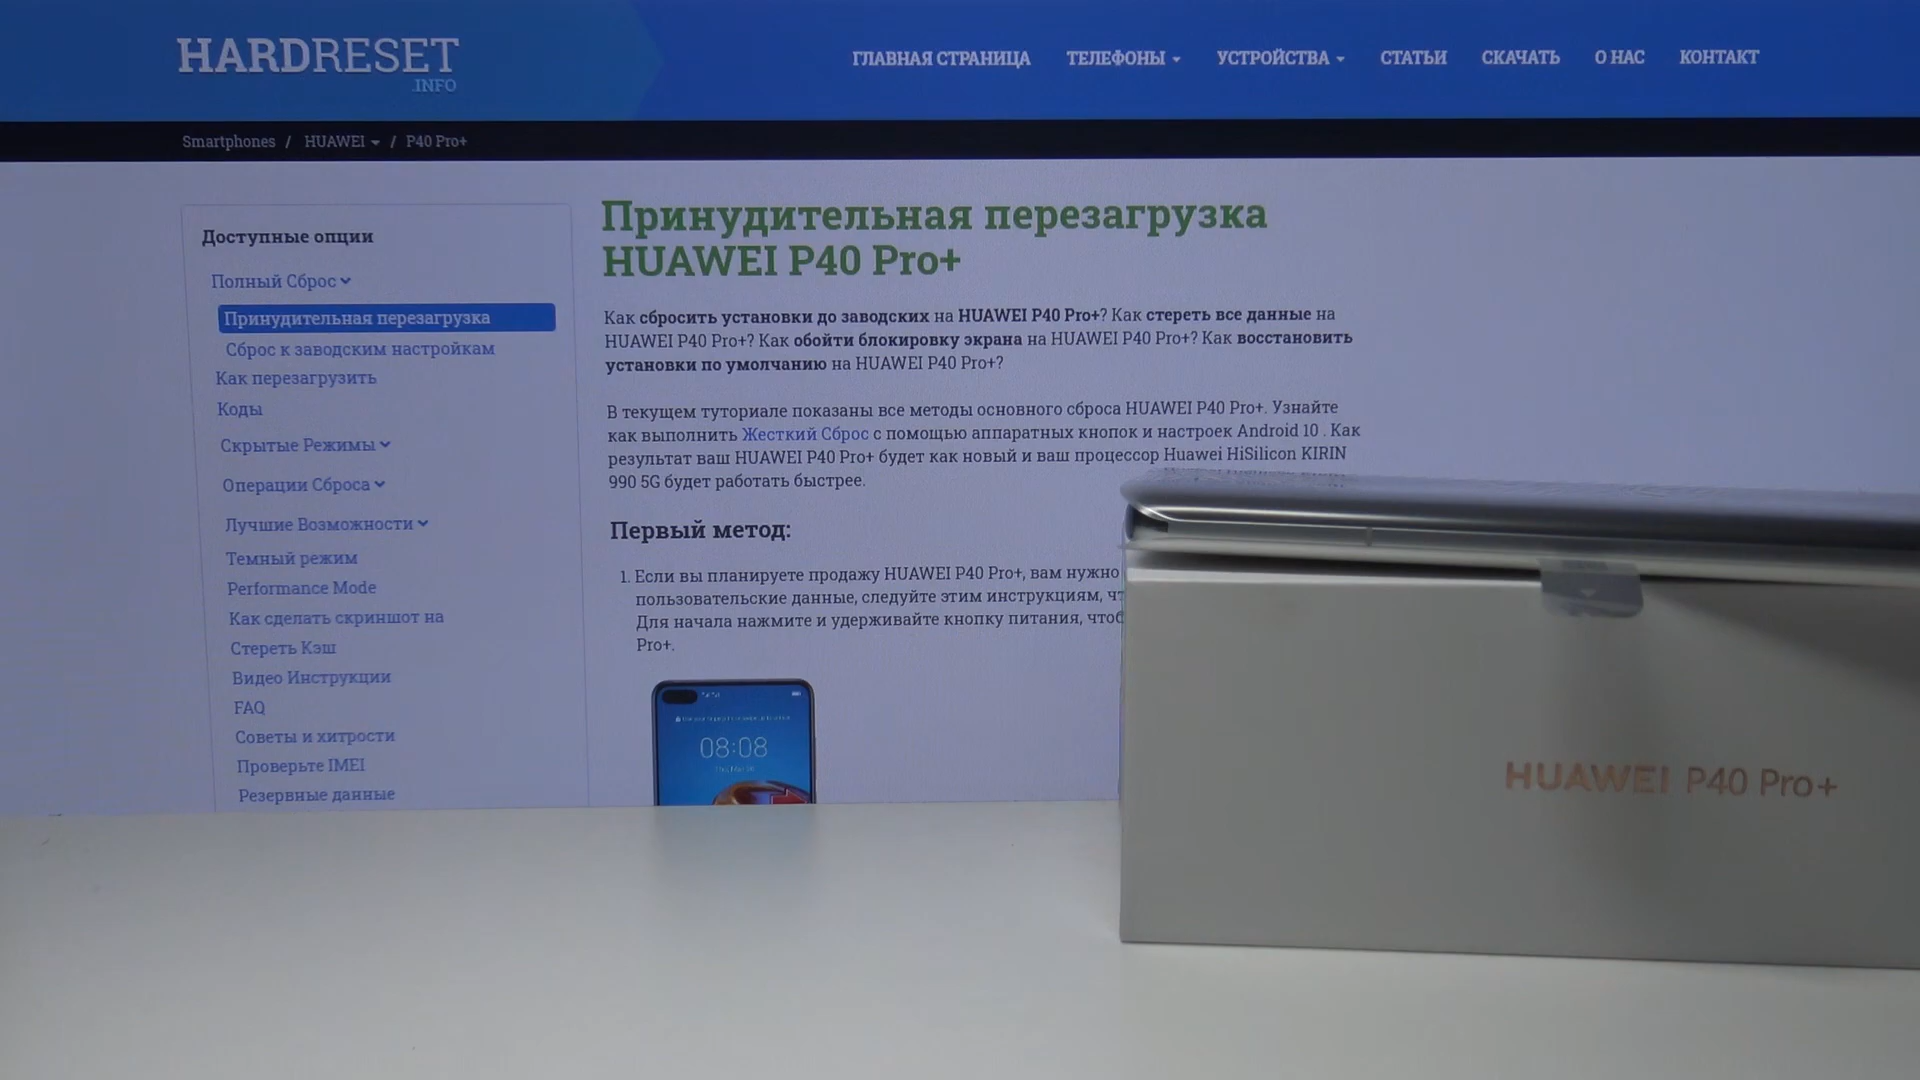 HARDRESET
.INFO
ГЛАВНАЯ СТРАНИЦА
ТЕЛЕФОНЫ
УСТРОЙСТВА
СТАТЬИ
СКАЧАТЬ
О НАС
КОНТАКТ
Smartphones / HUAWEI / P40 Pro+
Доступные опции
Полный Сброс
Принудительная перезагрузка
Сброс к заводским настройкам
Как перезагрузить
Коды
Скрытые Режимы
Операции Сброса
Лучшие Возможности
Темный режим
Performance Mode
Как сделать скриншот на
Стереть Кэш
Видео Инструкции
FAQ
Советы и хитрости
Проверьте IMEI
Резервные данные
Принудительная перезагрузка
HUAWEI P40 Pro+
Как сбросить установки до заводских на HUAWEI P40 Pro+? Как стереть все данные на
HUAWEI P40 Pro+? Как обойти блокировку экрана на HUAWEI P40 Pro+? Как восстановить
установки по умолчанию на HUAWEI P40 Pro+?
В текущем туториале показаны все методы основного сброса HUAWEI P40 Pro+. Узнайте
как выполнить Жесткий Сброс с помощью аппаратных кнопок и настроек Android 10 . Как
результат ваш HUAWEI P40 Pro+ будет как новый и ваш процессор Huawei HiSilicon KIRIN
990 5G будет работать быстрее.
Первый метод:
1. Если вы планируете продажу HUAWEI P40 Pro+, вам нужно
пользовательские данные, следуйте этим инструкциям,
Для начала нажмите и удерживайте кнопку питания,
Pro+.
08:08
HUAWEI P40 Pro+